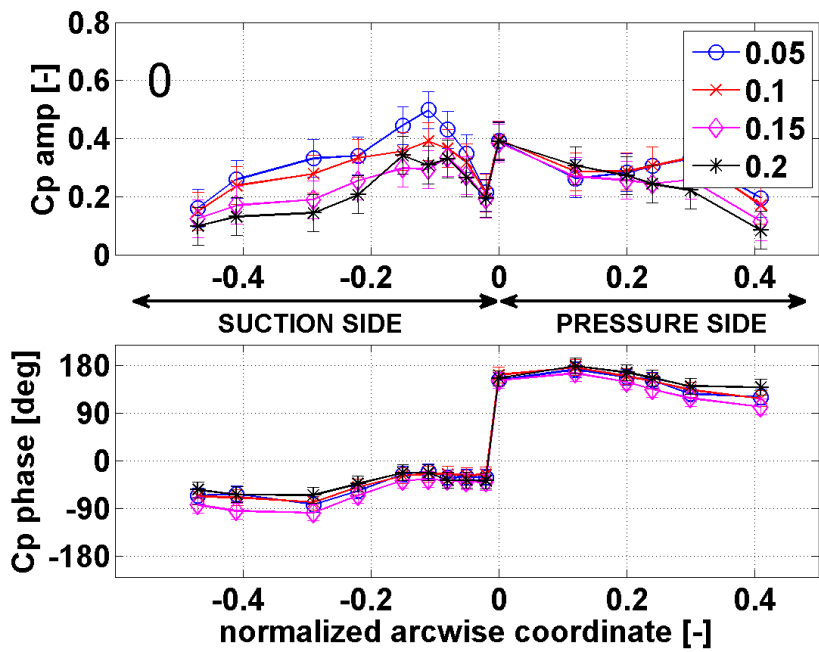 0.8
0.6
0.4
0.2
0
Cp amp [-]
0
0.05
0.1
0.15
0.2
-0.4 -0.2 0 0.2 0.4
SUCTION SIDE PRESSURE SIDE
180
90
0
-90
-180
Cp phase [deg]
-0.4 -0.2 0 0.2 0.4
normalized arcwise coordinate [-]